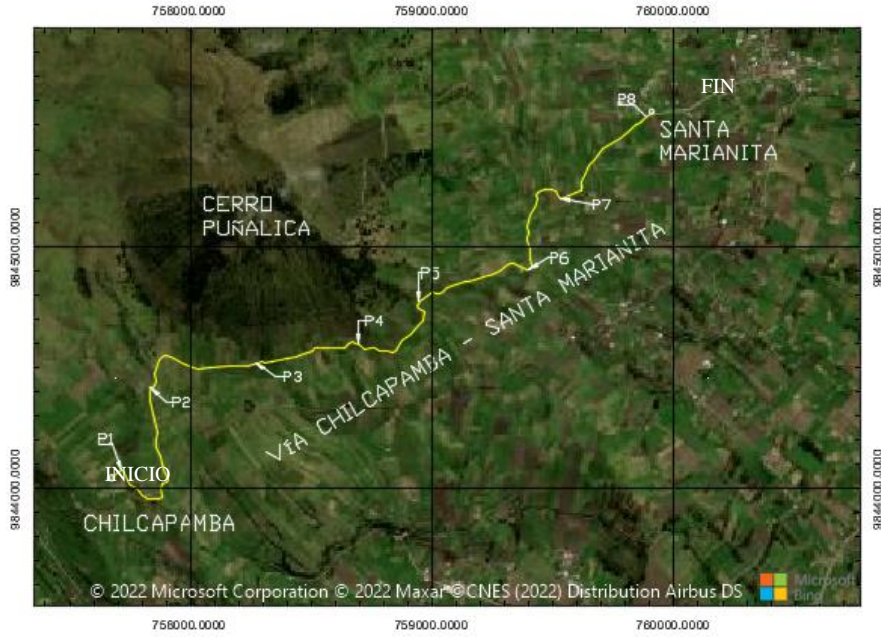 758000.0000
759000.0000
760000.0000
FIN
P8
SANTA
MARIANITA
CERRO
PUÑALICA
P7
9845000.0000
9845000.0000
P6
P5
P4
VÍA CHILCAPAMBA - SANTA MARIANITA
P3
P2
P1
INICIO
9844000.0000
9844000.0000
CHILCAPAMBA
© 2022 Microsoft Corporation © 2022 Maxar ©CNES (2022) Distribution Airbus DS
Microsoft
Bing
758000.0000
759000.0000
760000.0000